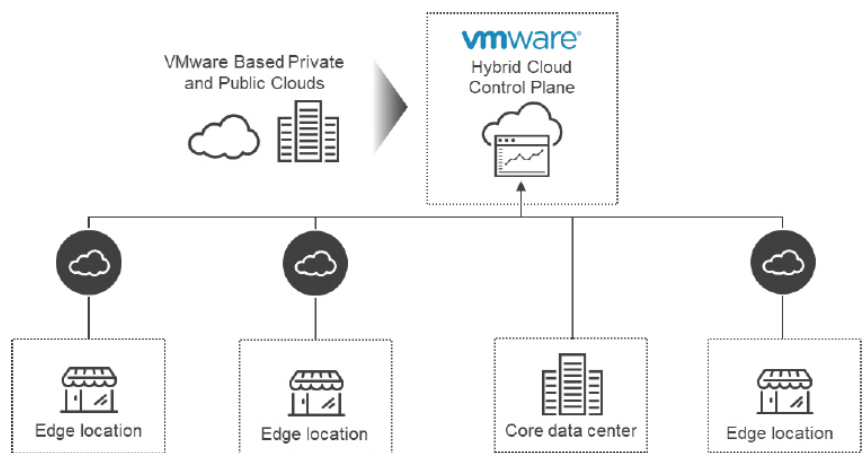 vmware®
VMware Based Private
and Public Clouds
Hybrid Cloud
Control Plane
Edge location
Edge location
Core data center
Edge location